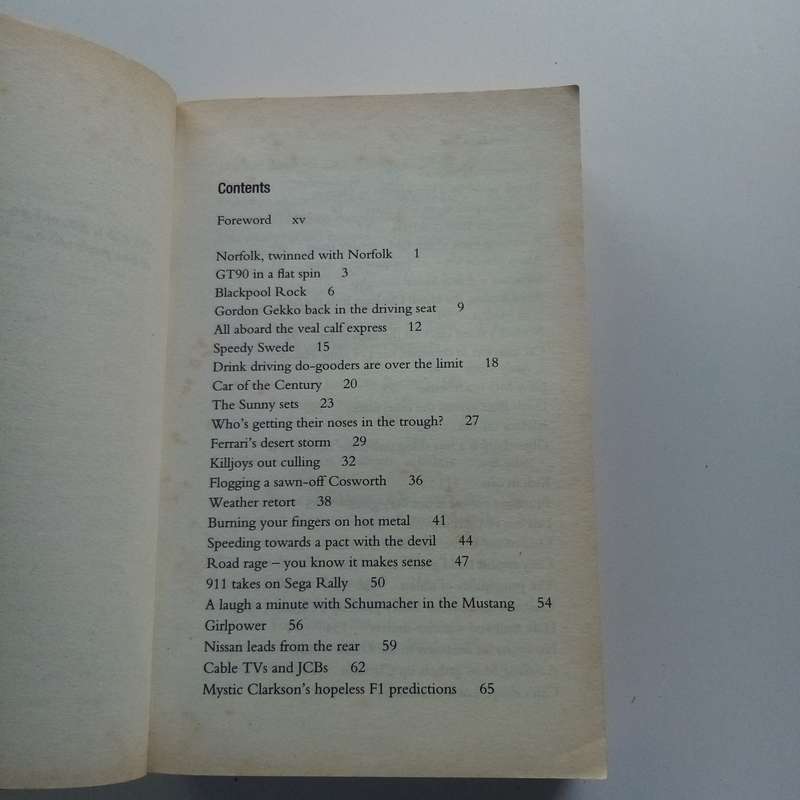 Contents
Foreword xv
Norfolk, twinned with Norfolk 1
GT90 in a flat spin 3
Blackpool Rock 6
Gordon Gekko back in the driving seat 9
All aboard the veal calf express 12
Speedy Swede 15
Drink driving do-gooders are over the limit 18
Car of the Century 20
The Sunny sets 23
Who's getting their noses in the trough? 27
Ferrari's desert storm 29
Killjoys out culling 32
Flogging a sawn-off Cosworth 36
Weather retort 38
Burning your fingers on hot metal 41
Speeding towards a pact with the devil 44
Road rage – you know it makes sense 47
911 takes on Sega Rally 50
A laugh a minute with Schumacher in the Mustang 54
Girlpower 56
Nissan leads from the rear 59
Cable TVs and JCBs 62
Mystic Clarkson's hopeless F1 predictions 65